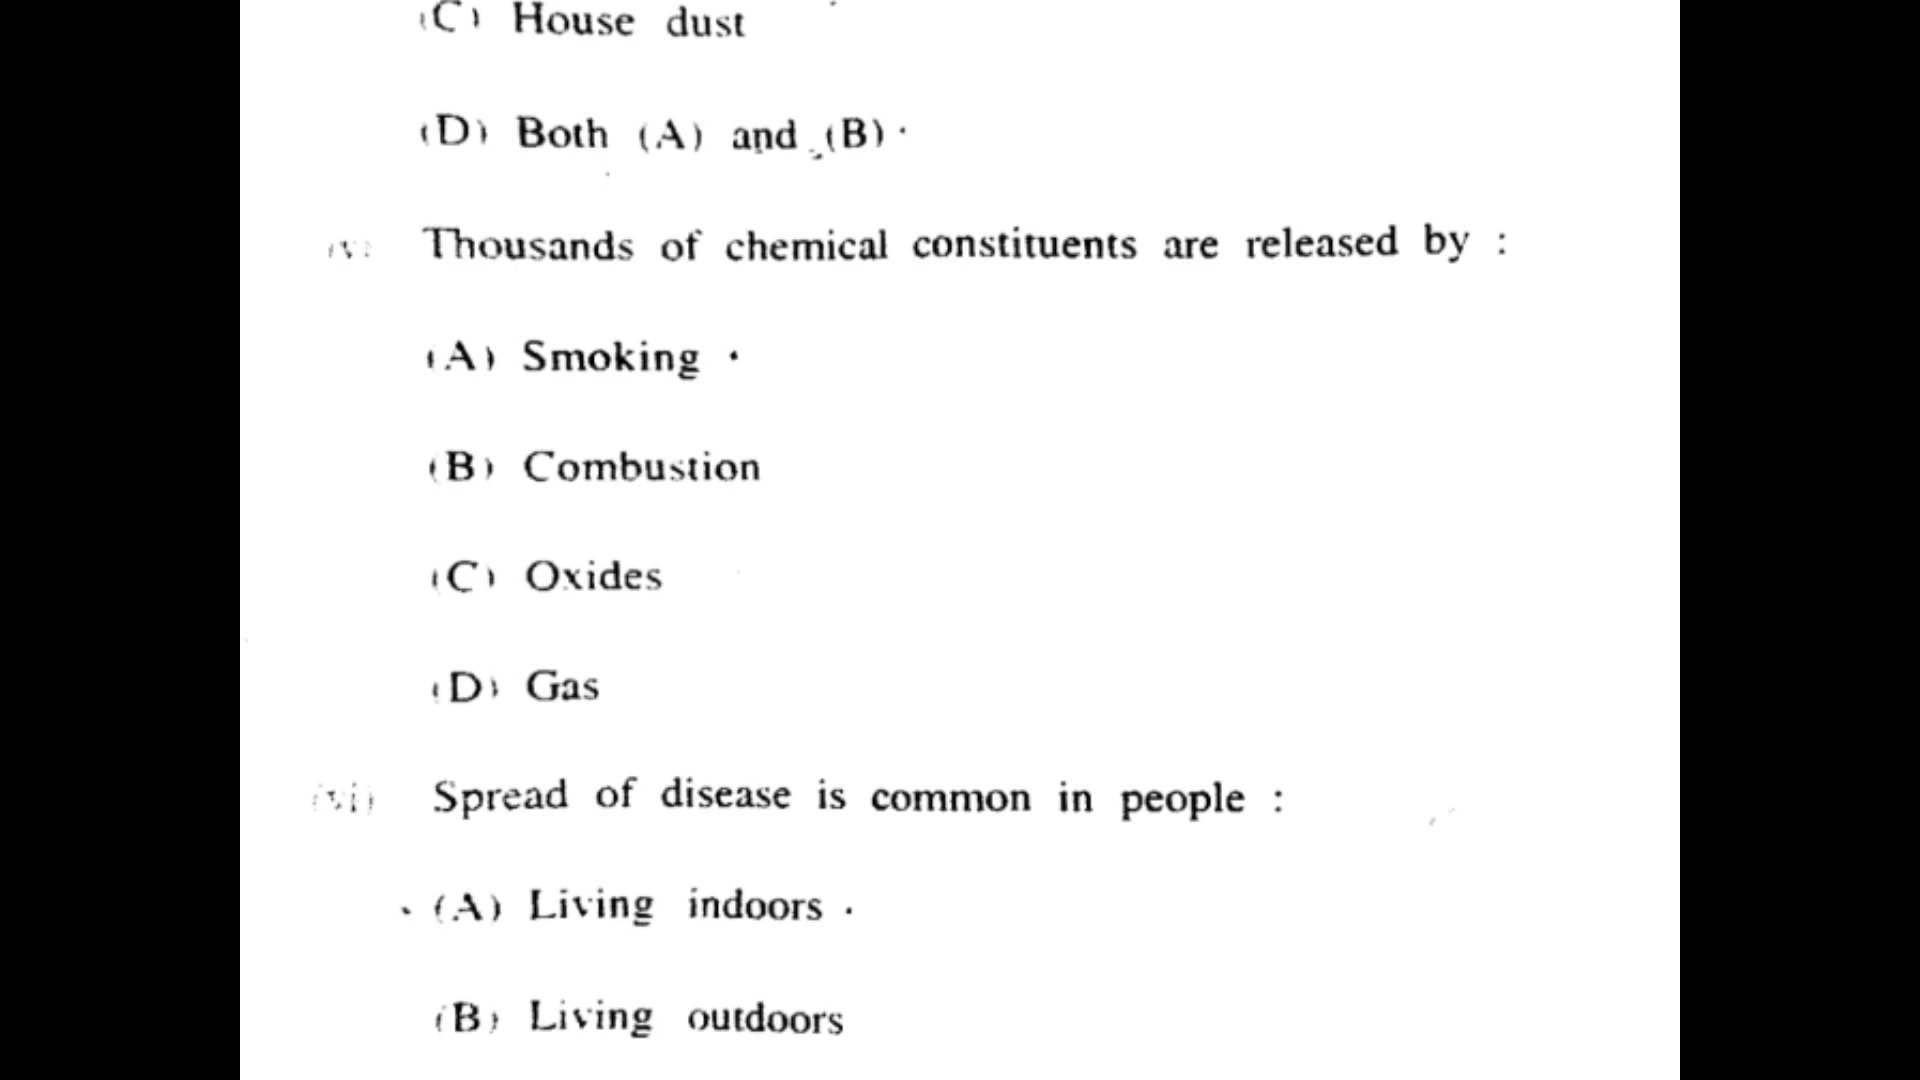 (C) House dust
(D) Both (A) and (B)
(v) Thousands of chemical constituents are released by :
(A) Smoking
(B) Combustion
(C) Oxides
(D) Gas
(vi) Spread of disease is common in people :
(A) Living indoors
(B) Living outdoors